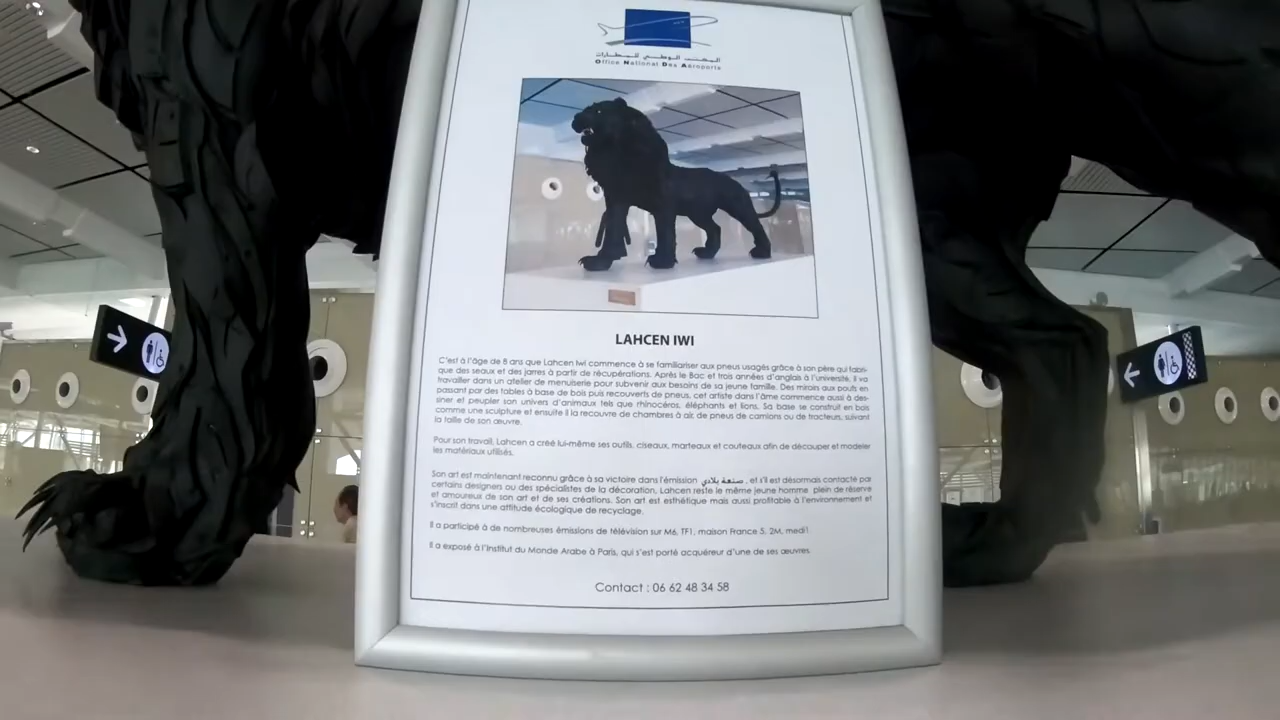 المكتب الوطني للمطارات
Office National Des Aéroports
LAHCEN IWI
C'est à l'âge de 8 ans que Lahcen Iwi commence à se familiariser aux pneus usagés grâce à son père qui fabri-
que des seaux et des jarres à partir de récupérations. Après le Bac et trois années d'anglais à l'université, il va
travailler dans un atelier de menuiserie pour subvenir aux besoins de sa jeune famille. Des miroirs aux poufs en
passant par des tables à base de bois puis recouverts de pneus, cet artiste dans l'âme commence aussi à des-
siner et peupler son univers d'animaux tels que rhinocéros, éléphants et lions. Sa base se construit en bois
comme une sculpture et ensuite il la recouvre de chambres à air de pneus de camions ou de tracteurs, suivant
la taille de son œuvre.
Pour son travail, Lahcen a créé lui-même ses outils, ciseaux, marteaux et couteaux afin de découper et modeler
les matériaux utilisés.
Son art est maintenant reconnu grâce à sa victoire dans l'émission صنعة بلادي, et s'il est désormais contacté par
certains designers ou des spécialistes de la décoration, Lahcen reste le même jeune homme plein de réserve
et amoureux de son art et de ses créations. Son art est esthétique mais aussi profitable à l'environnement et
s'inscrit dans une attitude écologique de recyclage.
Il a participé à de nombreuses émissions de télévision sur M6, TF1, maison France 5, 2M, medi1
Il a exposé à l'Institut du Monde Arabe à Paris, qui s'est porté acquéreur d'une de ses œuvres.
Contact : 06 62 48 34 58